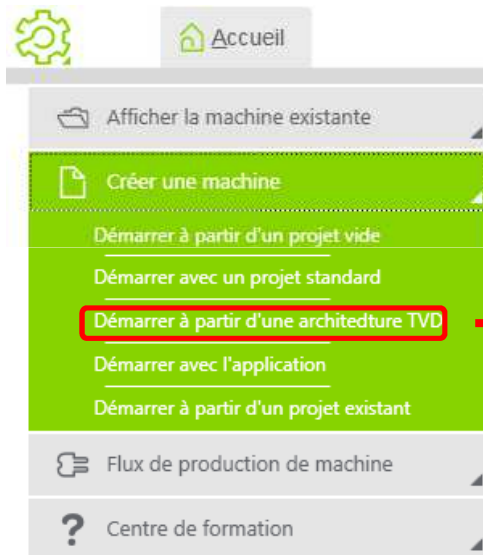 Accueil
Afficher la machine existante
Créer une machine
Démarrer à partir d'un projet vide
Démarrer avec un projet standard
Démarrer à partir d'une architedture TVD
Démarrer avec l'application
Démarrer à partir d'un projet existant
Flux de production de machine
? Centre de formation